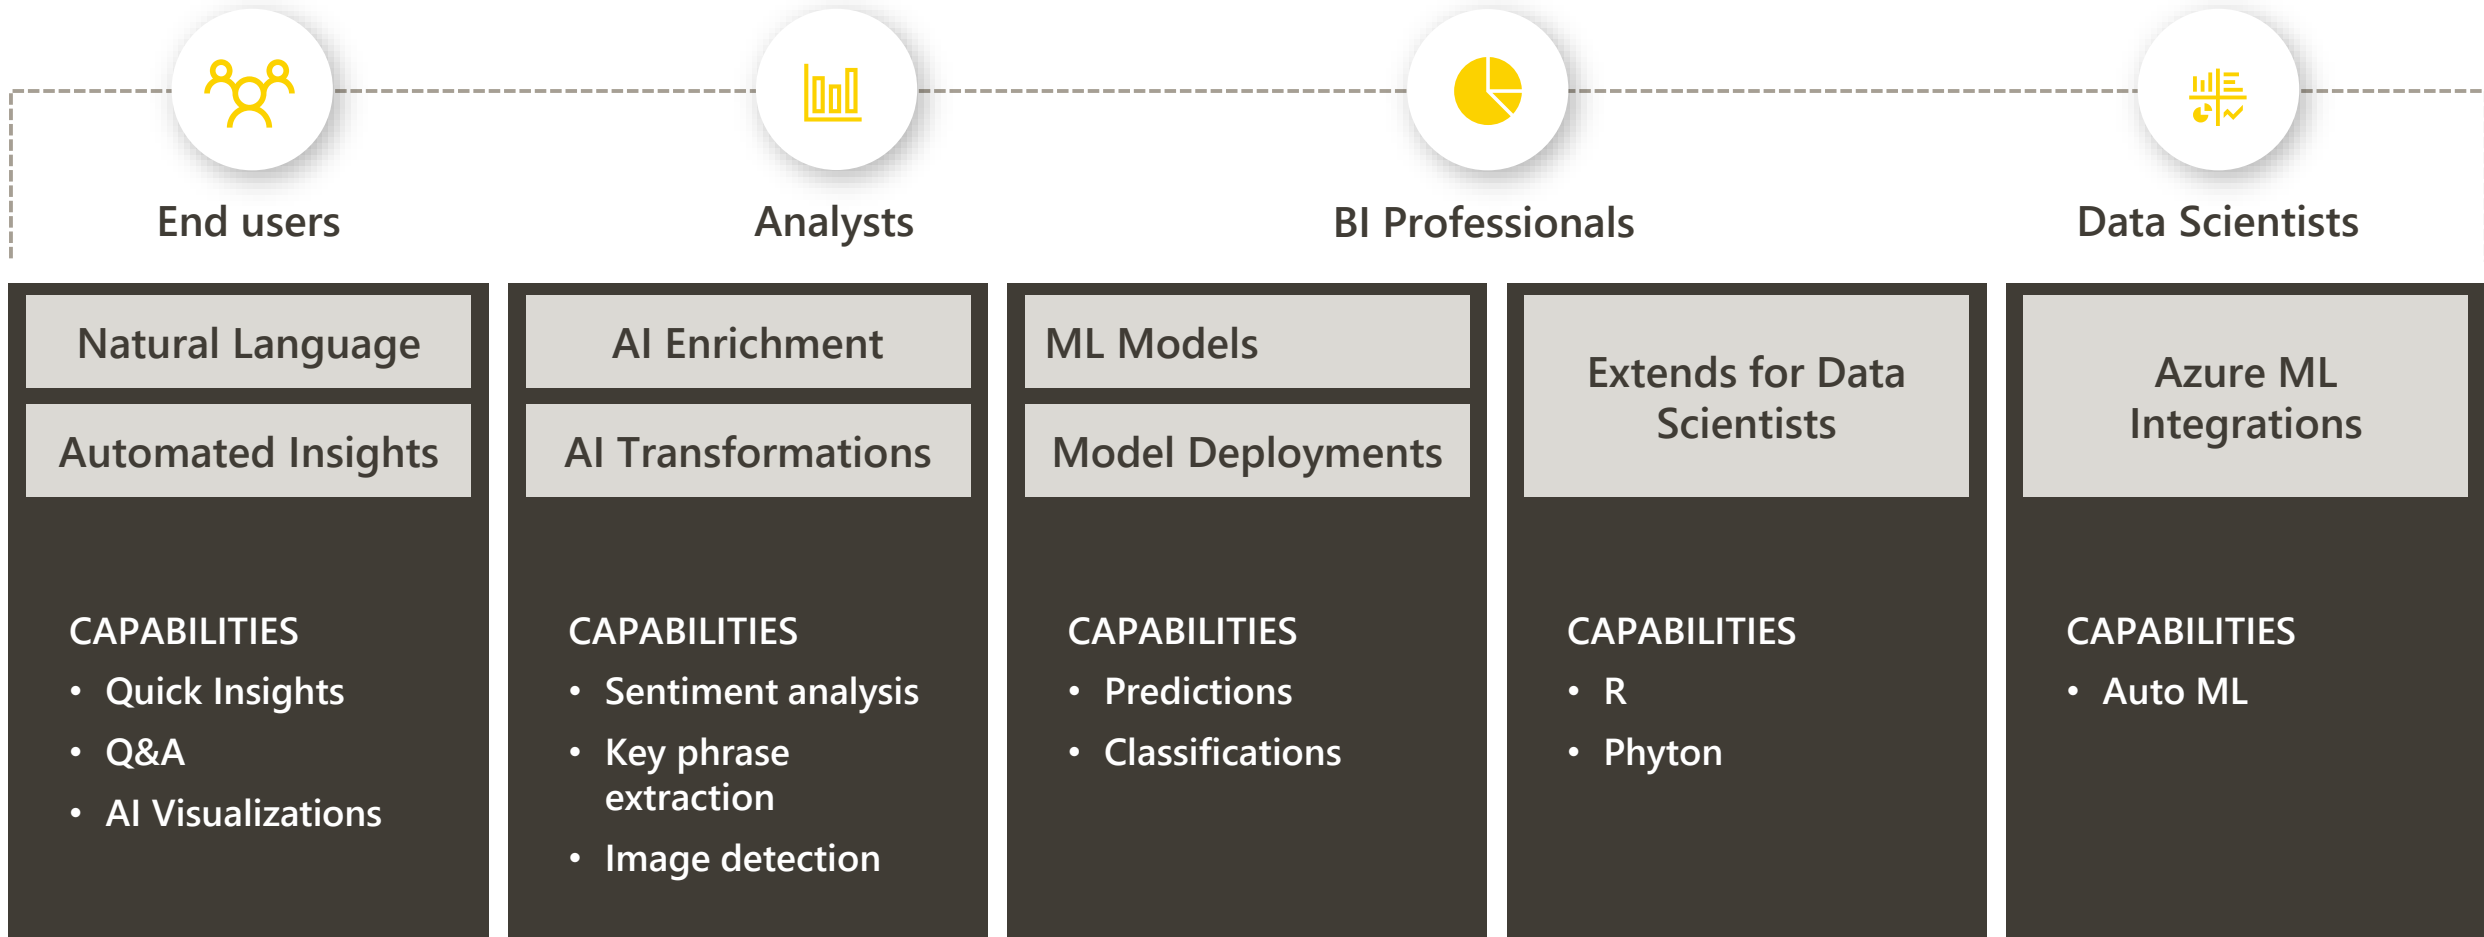 End users
Analysts
BI Professionals
Data Scientists
Natural Language
Automated Insights
CAPABILITIES
• Quick Insights
• Q&A
• AI Visualizations
AI Enrichment
AI Transformations
CAPABILITIES
• Sentiment analysis
• Key phrase
extraction
• Image detection
ML Models
Model Deployments
CAPABILITIES
• Predictions
• Classifications
Extends for Data
Scientists
CAPABILITIES
• R
• Phyton
Azure ML
Integrations
CAPABILITIES
• Auto ML